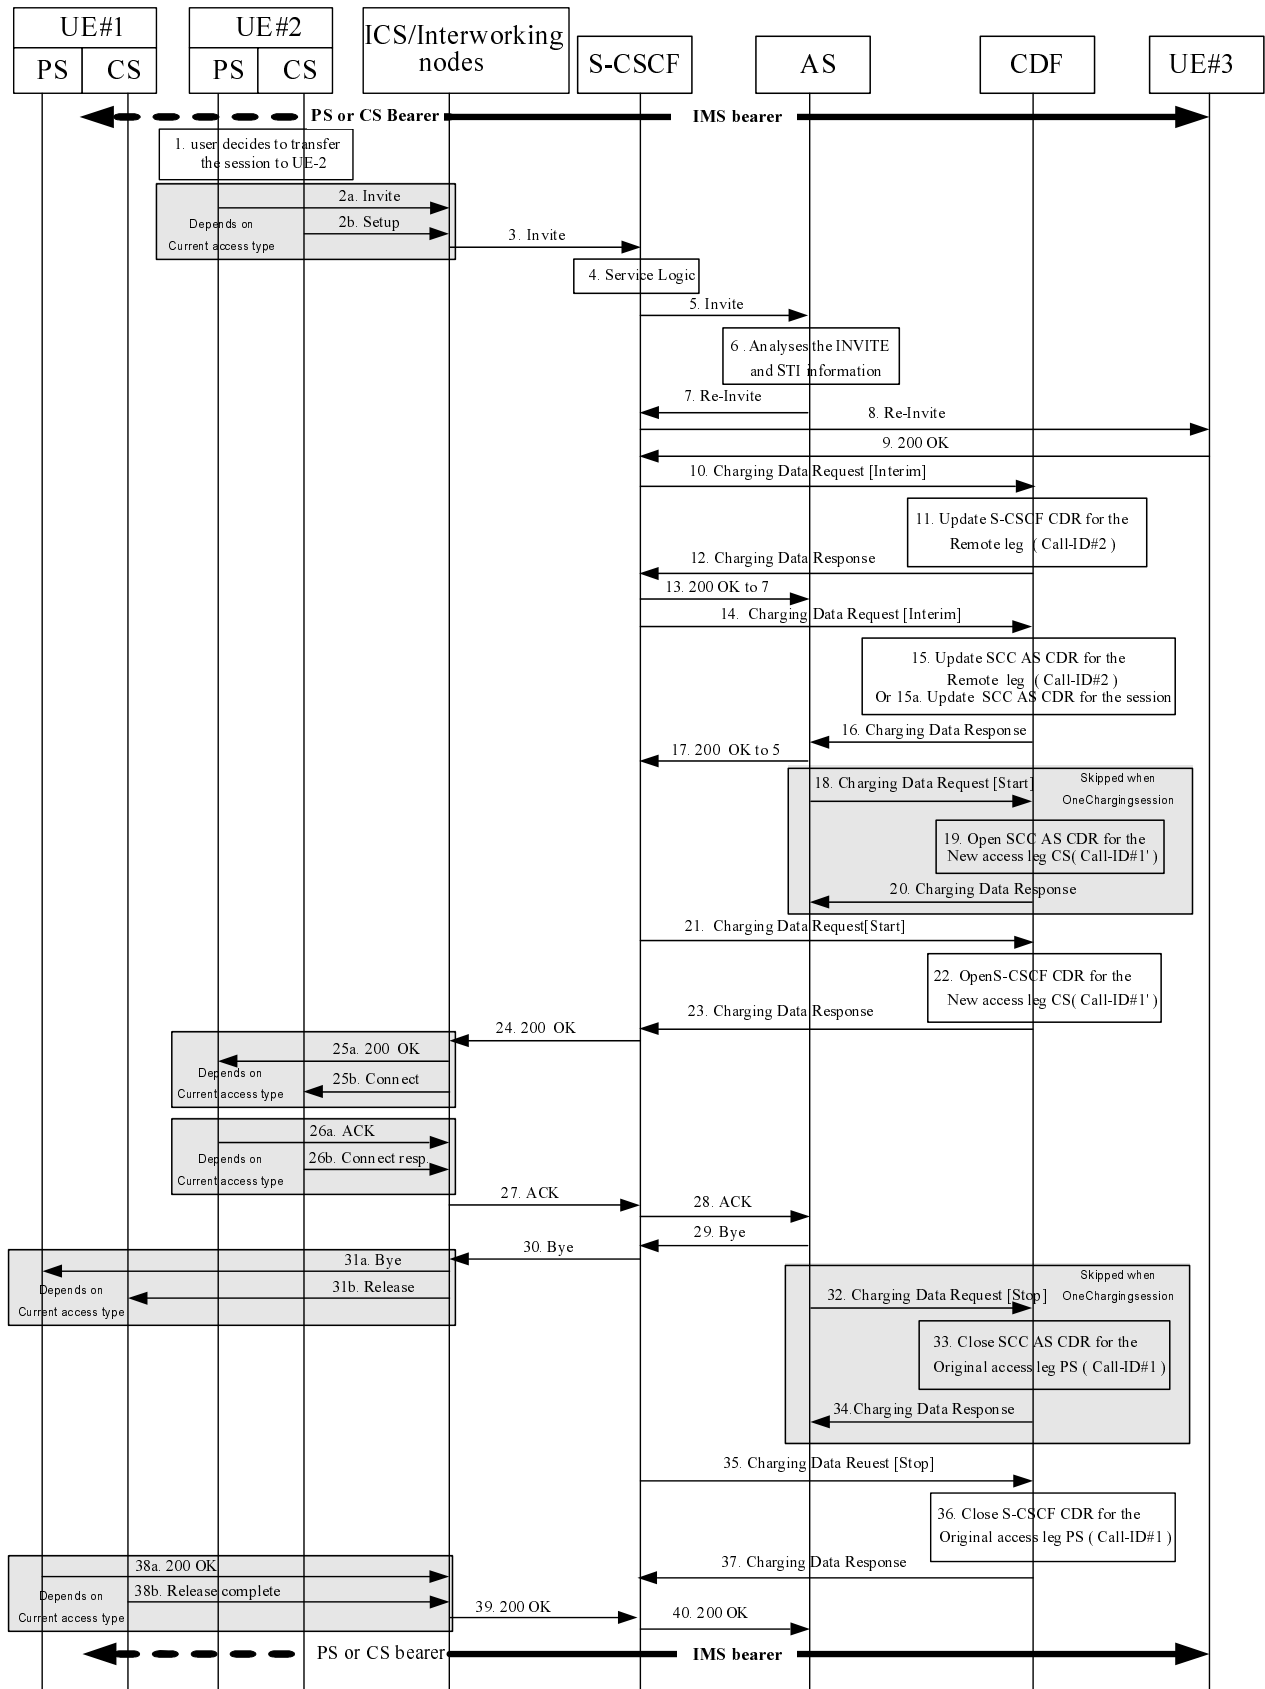 UE#1
UE#2
ICS/Interworking
nodes
PS
CS
PS
CS
S-CSCF
AS
CDF
UE#3
PS or CS Bearer
IMS bearer
1. user decides to transfer
the session to UE-2
2a. Invite
Depends on
Current access type
2b. Setup
3. Invite
4. Service Logic
5. Invite
6 . Analyses the INVITE
and STI information
7. Re-Invite
8. Re-Invite
9. 200 OK
10. Charging Data Request [Interim]
11. Update S-CSCF CDR for the
Remote leg ( Call-ID#2 )
12. Charging Data Response
13. 200 OK to 7
14. Charging Data Request [Interim]
15. Update SCC AS CDR for the
Remote leg ( Call-ID#2 )
Or 15a. Update SCC AS CDR for the session
16. Charging Data Response
17. 200 OK to 5
18. Charging Data Request [Start]
Skipped when
OneChargingsession
19. Open SCC AS CDR for the
New access leg CS( Call-ID#1' )
20. Charging Data Response
21. Charging Data Request[Start]
22. OpenS-CSCF CDR for the
New access leg CS( Call-ID#1' )
23. Charging Data Response
24. 200 OK
25a. 200 OK
Depends on
Current access type
25b. Connect
26a. ACK
Depends on
Current access type
26b. Connect resp.
27. ACK
28. ACK
29. Bye
30. Bye
31a. Bye
Depends on
Current access type
31b. Release
32. Charging Data Request [Stop]
Skipped when
OneChargingsession
33. Close SCC AS CDR for the
Original access leg PS ( Call-ID#1 )
34.Charging Data Response
35. Charging Data Reuest [Stop]
36. Close S-CSCF CDR for the
Original access leg PS ( Call-ID#1 )
37. Charging Data Response
38a. 200 OK
Depends on
Current access type
38b. Release complete
39. 200 OK
40. 200 OK
PS or CS bearer
IMS bearer